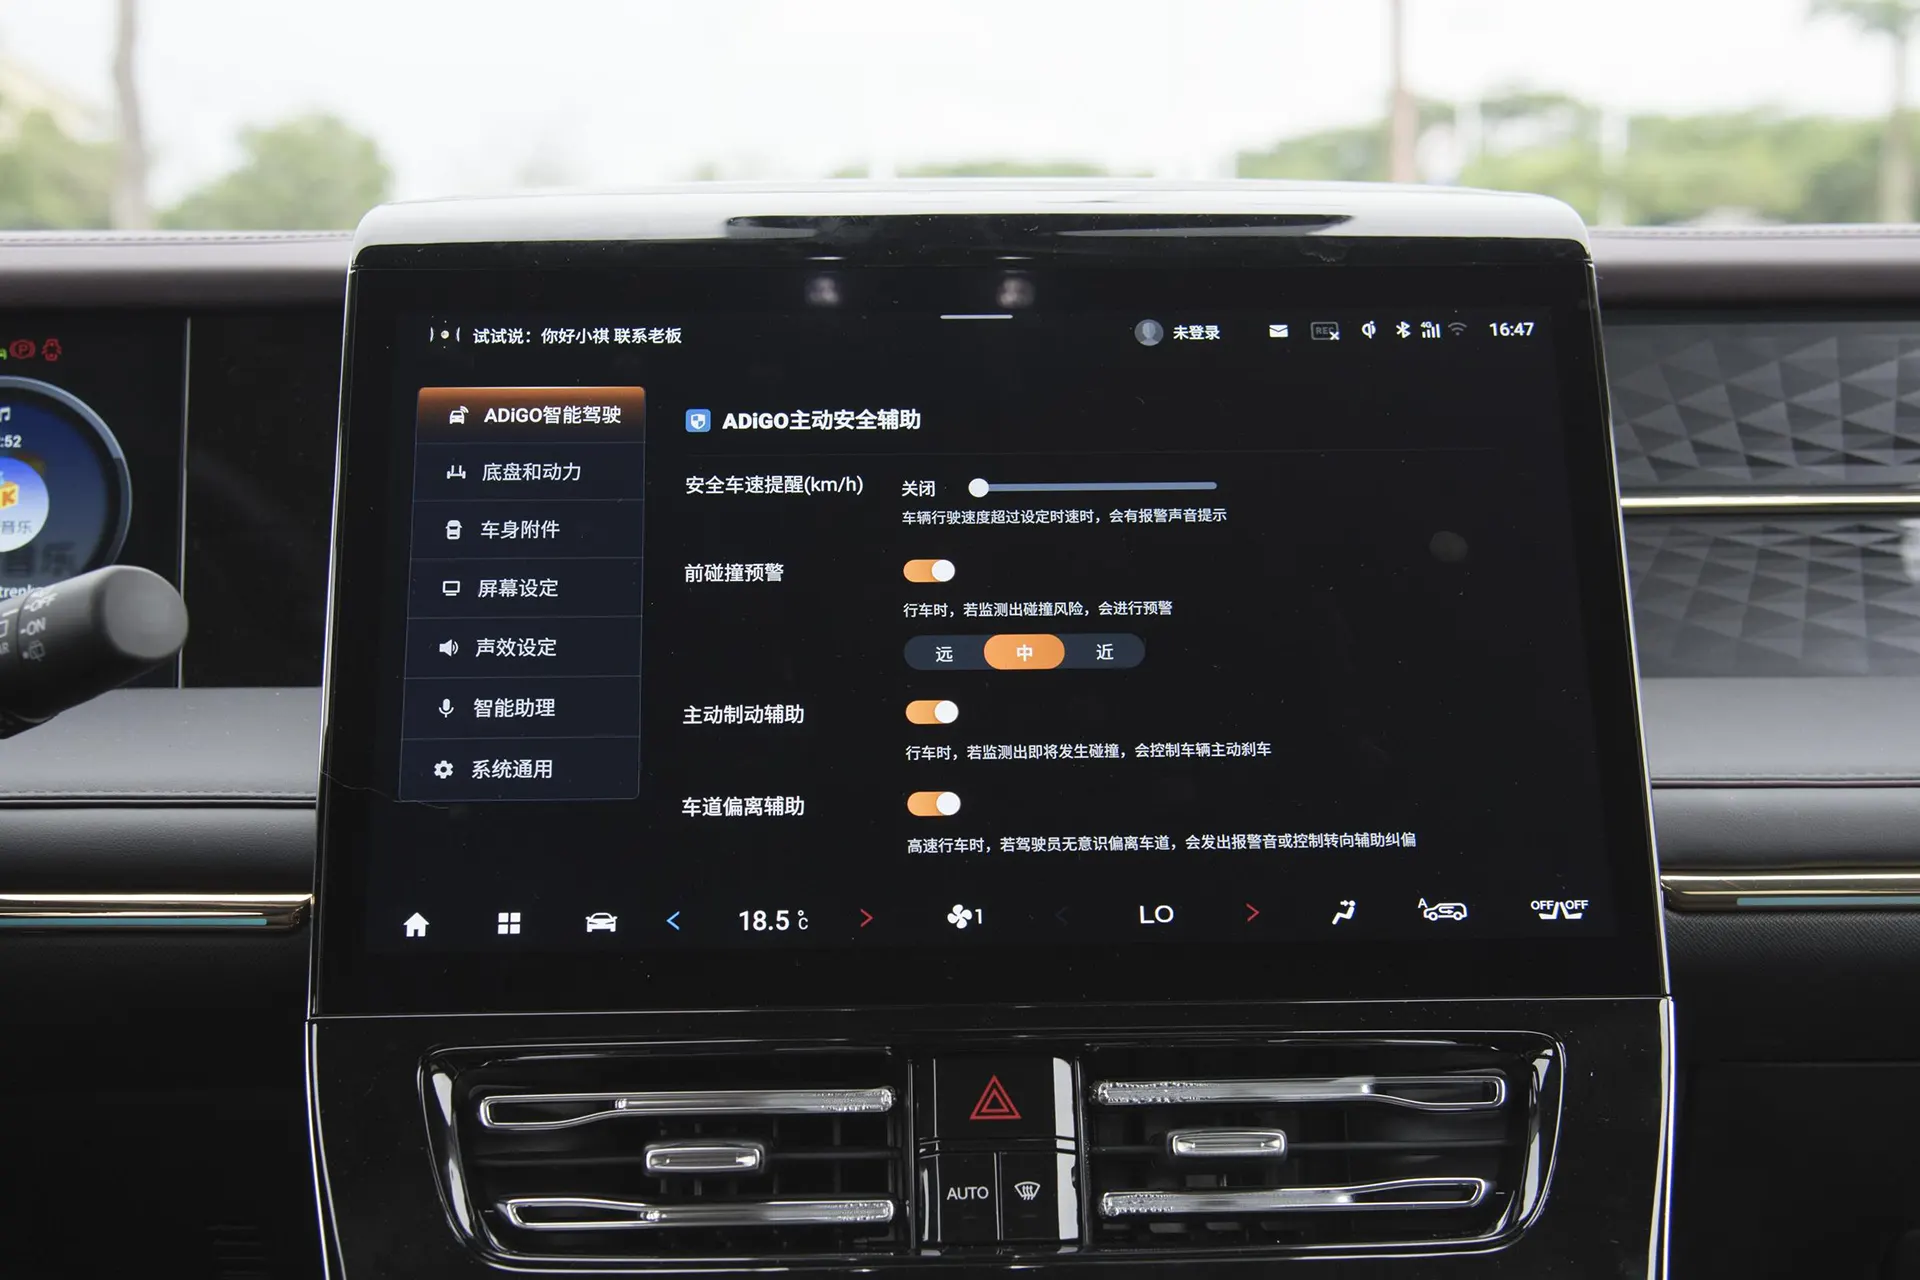 试试说：你好小祺 联系老板
未登录
REC
4G
16:47
ADiGO智能驾驶
底盘和动力
车身附件
屏幕设定
声效设定
智能助理
系统通用
ADiGO主动安全辅助
安全车速提醒(km/h)
关闭
车辆行驶速度超过设定时速时，会有报警声音提示
前碰撞预警
行车时，若监测出碰撞风险，会进行预警
远 中 近
主动制动辅助
行车时，若监测出即将发生碰撞，会控制车辆主动刹车
车道偏离辅助
高速行车时，若驾驶员无意识偏离车道，会发出报警音或控制转向辅助纠偏
18.5℃
1
LO
A
OFF OFF
AUTO
:52
K
音乐
OFF
ON